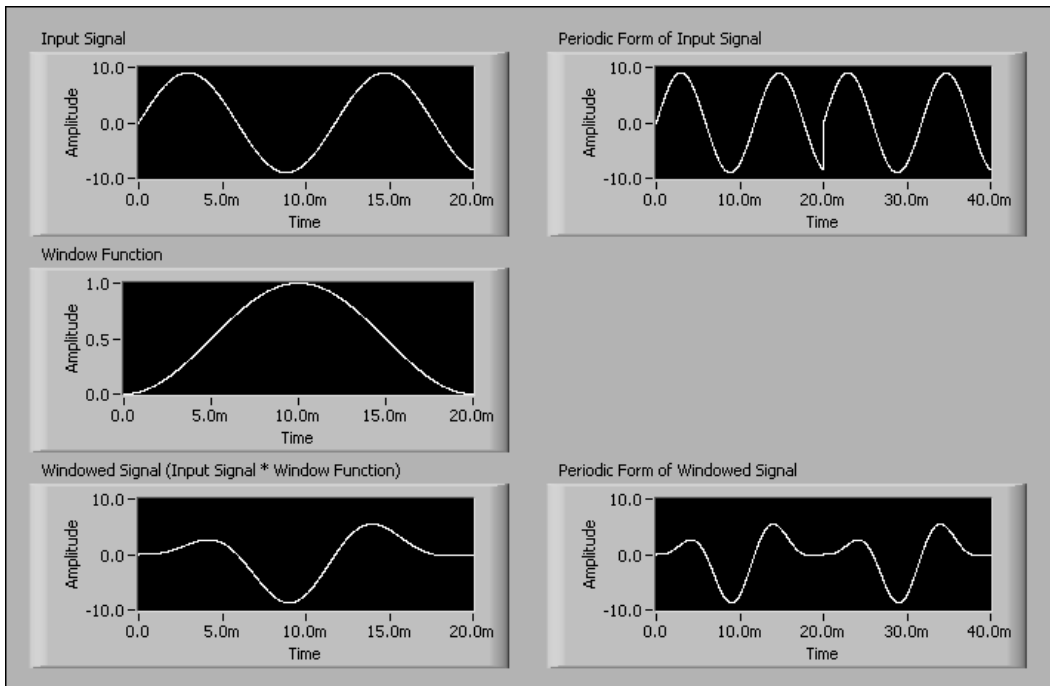 Input Signal
Amplitude
10.0
0.0
-10.0
0.0 5.0m 10.0m 15.0m 20.0m
Time
Periodic Form of Input Signal
Amplitude
10.0
0.0
-10.0
0.0 10.0m 20.0m 30.0m 40.0m
Time
Window Function
Amplitude
1.0
0.5
0.0
0.0 5.0m 10.0m 15.0m 20.0m
Time
Windowed Signal (Input Signal * Window Function)
Amplitude
10.0
0.0
-10.0
0.0 5.0m 10.0m 15.0m 20.0m
Time
Periodic Form of Windowed Signal
Amplitude
10.0
0.0
-10.0
0.0 10.0m 20.0m 30.0m 40.0m
Time